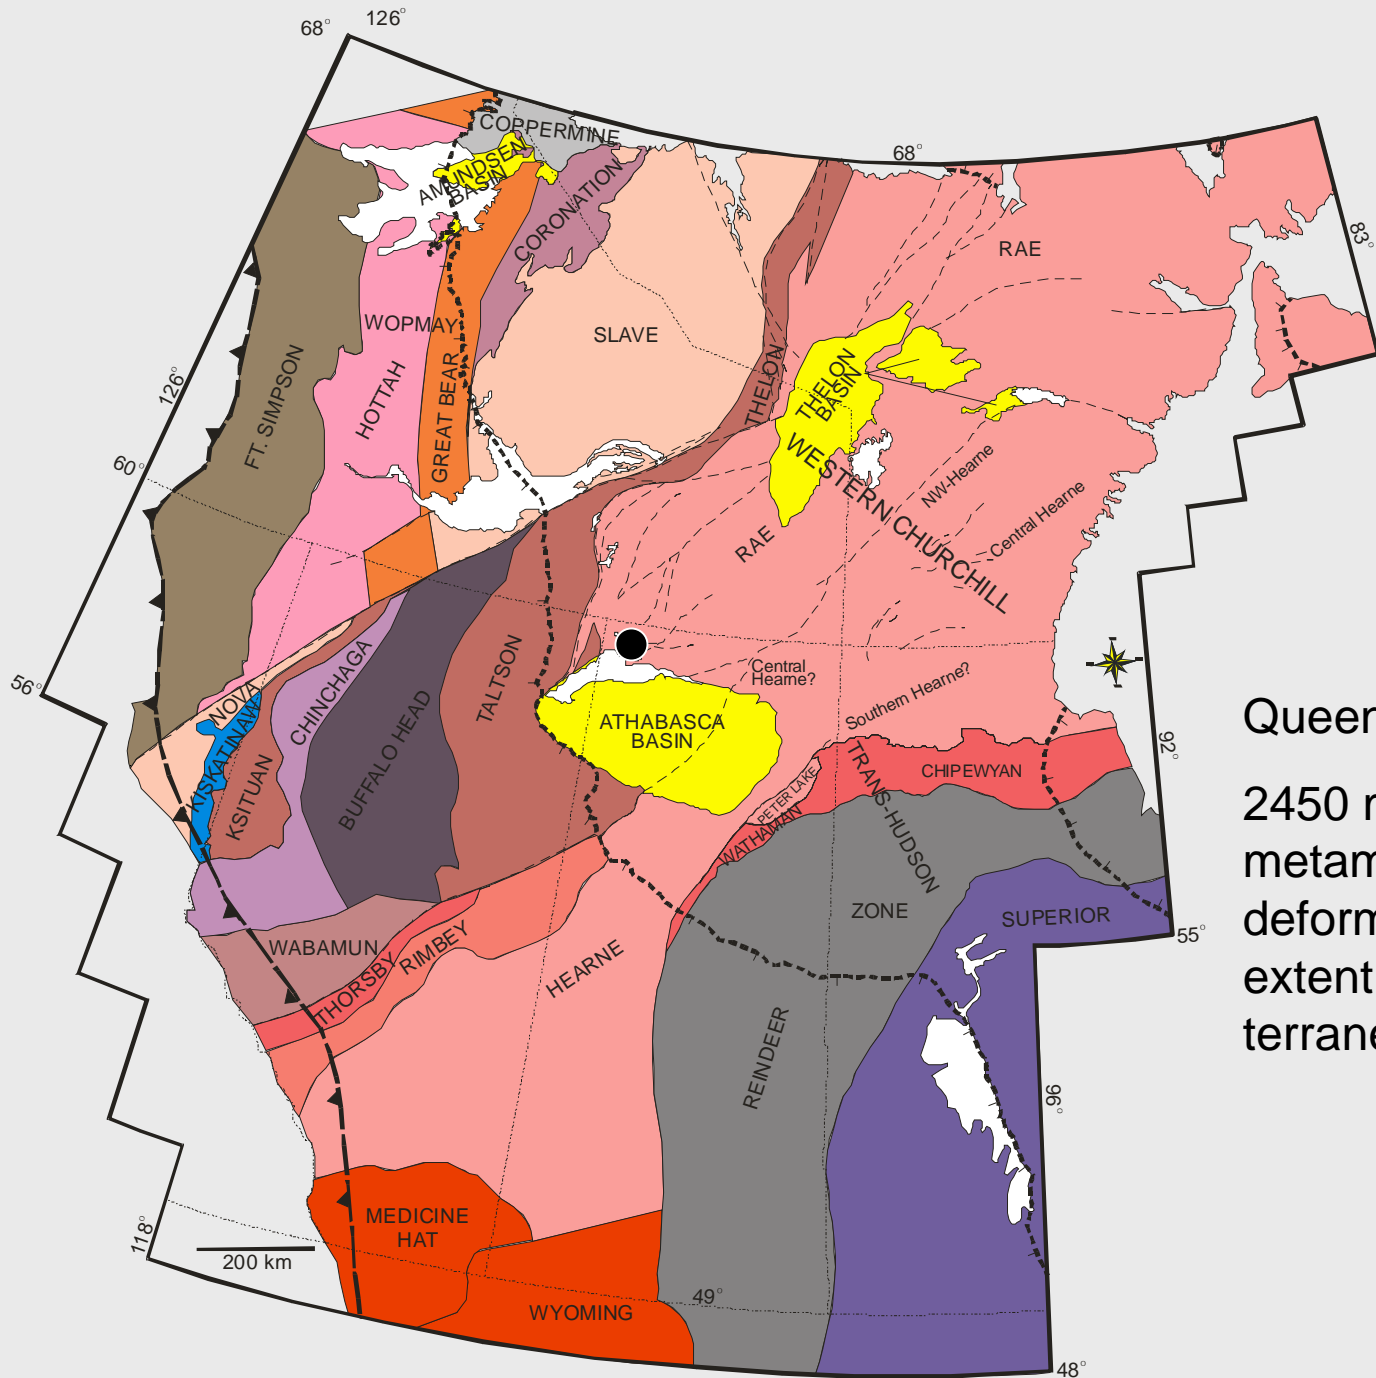 68°
126°
COPPERMINE
AMUNDSEN
BASIN
CORONATION
68°
RAE
83°
WOPMAY
SLAVE
126°
FT. SIMPSON
HOTTAH
GREAT BEAR
THELON
THELON
BASIN
WESTERN CHURCHILL
NW-Hearne
Central Hearne
60°
RAE
56°
NOVA
CHINCHAGA
TALTSON
Central
Hearne?
Southern Hearne?
KISKATINAW
KSITUAN
BUFFALO HEAD
ATHABASCA
BASIN
92°
PETER LAKE
WATHAMAN
TRANS-HUDSON
CHIPEWYAN
WABAMUN
THORSBY
RIMBEY
HEARNE
ZONE
SUPERIOR
55°
REINDEER
96°
MEDICINE
HAT
118°
200 km
WYOMING
49°
48°
Queen
2450
metam
deform
extent
terrane